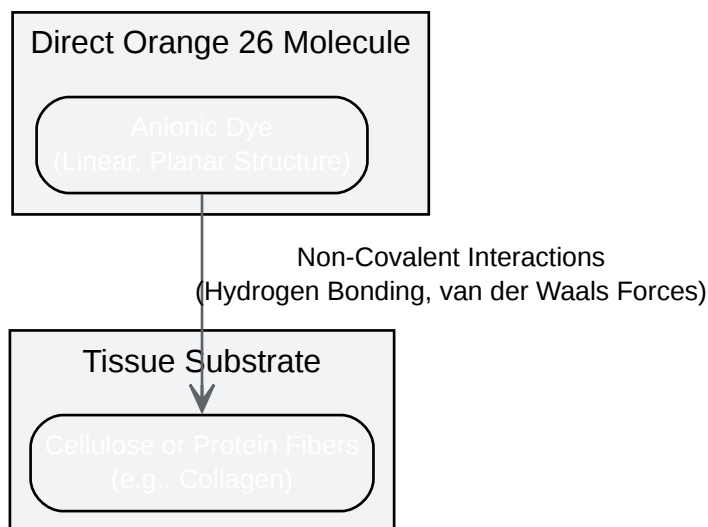 Direct Orange 26 Molecule
Anionic Dye
(Linear, Planar Structure)
Non-Covalent Interactions
(Hydrogen Bonding, van der Waals Forces)
Tissue Substrate
Cellulose or Protein Fibers
(e.g., Collagen)